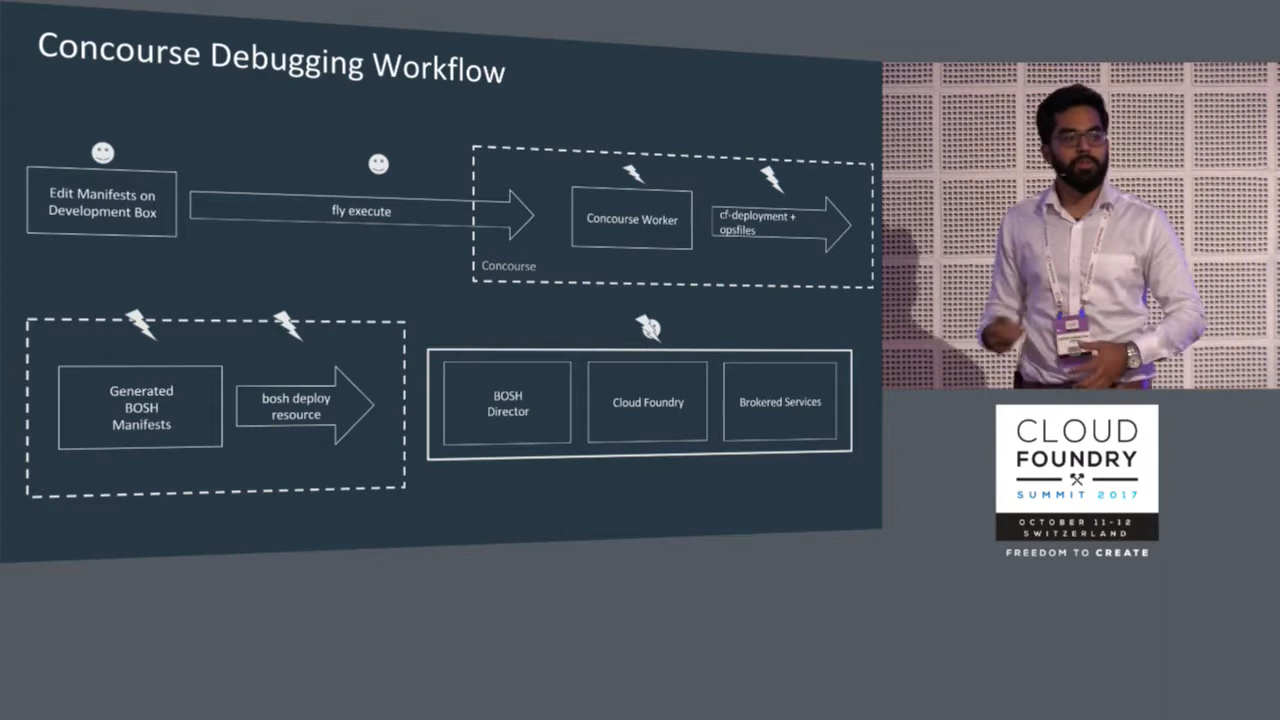 Concourse Debugging Workflow
Edit Manifests on
Development Box
fly execute
Concourse Worker
cf-deployment +
opsfiles
Concourse
Generated
BOSH
Manifests
bosh deploy
resource
BOSH
Director
Cloud Foundry
Brokered Services
CLOUD
FOUNDRY
SUMMIT 2017
OCTOBER 11-12
SWITZERLAND
FREEDOM TO CREATE